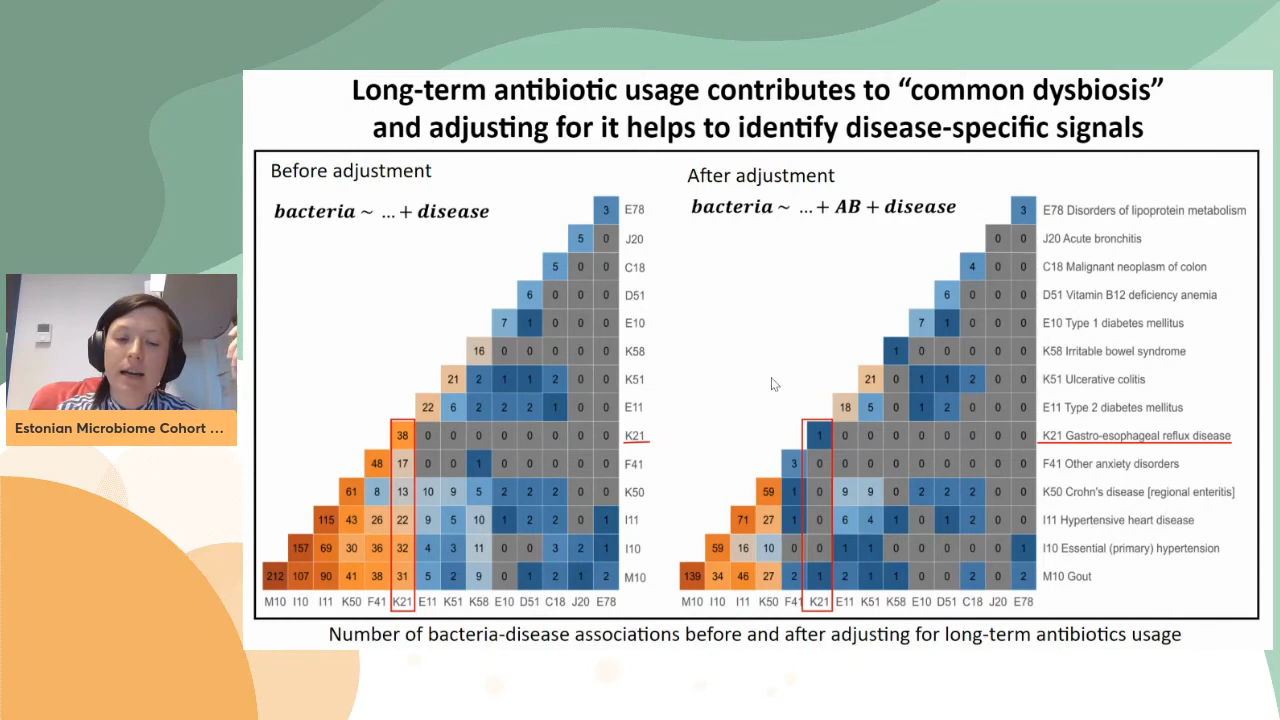 Long-term antibiotic usage contributes to “common dysbiosis”
and adjusting for it helps to identify disease-specific signals
Before adjustment
bacteria ~ … + disease
3 E78
5 0 J20
5 0 0 C18
6 0 0 0 D51
7 1 0 0 0 E10
16 0 0 0 0 0 K58
21 2 1 1 2 0 0 K51
22 6 2 2 2 1 0 0 E11
38 0 0 0 0 0 0 0 0 K21
48 17 0 0 1 0 0 0 0 0 F41
61 8 13 10 9 5 2 2 2 0 0 K50
115 43 26 22 9 5 10 1 2 2 0 1 I11
157 69 30 36 32 4 3 11 0 0 3 2 1 I10
212 107 90 41 38 31 5 2 9 0 1 2 1 2 M10
M10 I10 I11 K50 F41 K21 E11 K51 K58 E10 D51 C18 J20 E78
After adjustment
bacteria ~ … + AB + disease
3 E78 Disorders of lipoprotein metabolism
0 0 J20 Acute bronchitis
4 0 0 C18 Malignant neoplasm of colon
6 0 0 0 D51 Vitamin B12 deficiency anemia
7 1 0 0 0 E10 Type 1 diabetes mellitus
1 0 0 0 0 0 K58 Irritable bowel syndrome
21 0 1 1 2 0 0 K51 Ulcerative colitis
18 5 0 1 2 0 0 0 E11 Type 2 diabetes mellitus
1 0 0 0 0 0 0 0 0 K21 Gastro-esophageal reflux disease
3 0 0 0 0 0 0 0 0 0 F41 Other anxiety disorders
59 1 0 9 9 0 2 2 2 0 0 K50 Crohn's disease [regional enteritis]
71 27 1 0 6 4 1 0 1 2 0 0 I11 Hypertensive heart disease
59 16 10 0 0 1 1 0 0 0 0 0 1 I10 Essential (primary) hypertension
139 34 46 27 2 1 2 1 1 0 0 2 0 2 M10 Gout
M10 I10 I11 K50 F41 K21 E11 K51 K58 E10 D51 C18 J20 E78
Number of bacteria-disease associations before and after adjusting for long-term antibiotics usage
Estonian Microbiome Cohort ...